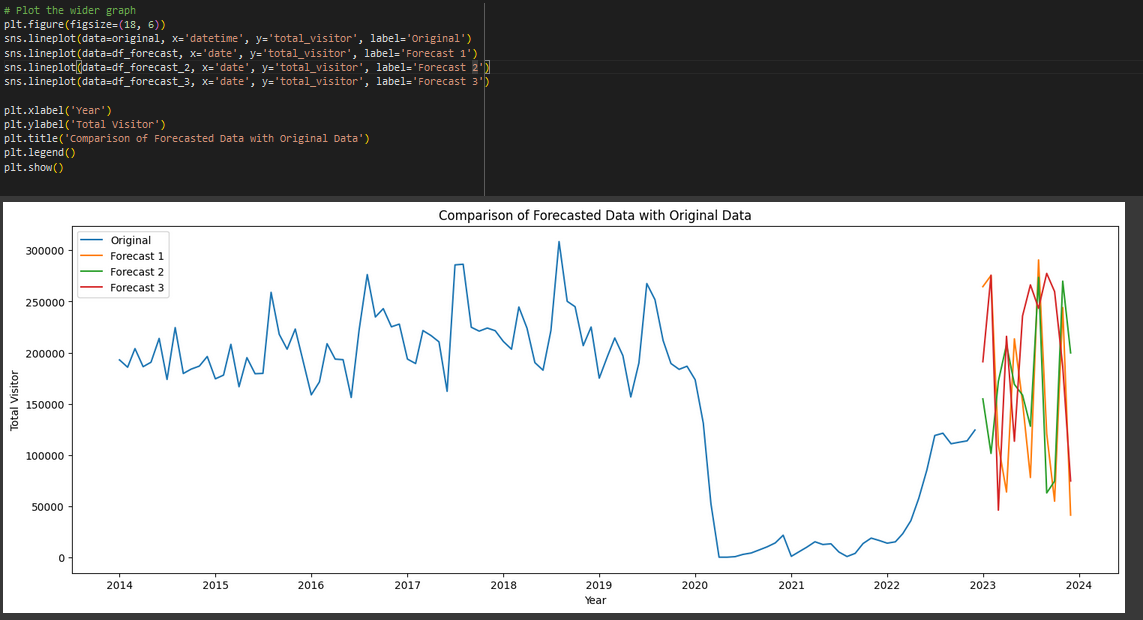 # Plot the wider graph
plt.figure(figsize=(18, 6))
sns.lineplot(data=original, x='datetime', y='total_visitor', label='Original')
sns.lineplot(data=df_forecast, x='date', y='total_visitor', label='Forecast 1')
sns.lineplot(data=df_forecast_2, x='date', y='total_visitor', label='Forecast 2')
sns.lineplot(data=df_forecast_3, x='date', y='total_visitor', label='Forecast 3')
plt.xlabel('Year')
plt.ylabel('Total Visitor')
plt.title('Comparison of Forecasted Data with Original Data')
plt.legend()
plt.show()
Comparison of Forecasted Data with Original Data
Original
Forecast 1
Forecast 2
Forecast 3
300000
250000
200000
150000
100000
50000
0
Total Visitor
2014 2015 2016 2017 2018 2019 2020 2021 2022 2023 2024
Year